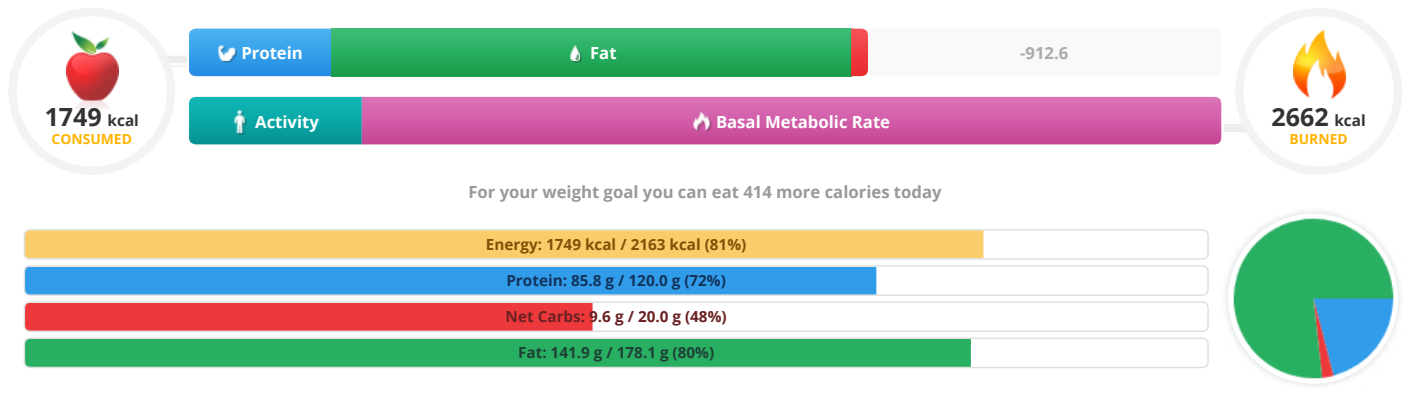 1749 kcal
CONSUMED
Protein
Fat
-912.6
Activity
Basal Metabolic Rate
2662 kcal
BURNED
For your weight goal you can eat 414 more calories today
Energy: 1749 kcal / 2163 kcal (81%)
Protein: 85.8 g / 120.0 g (72%)
Net Carbs: 9.6 g / 20.0 g (48%)
Fat: 141.9 g / 178.1 g (80%)